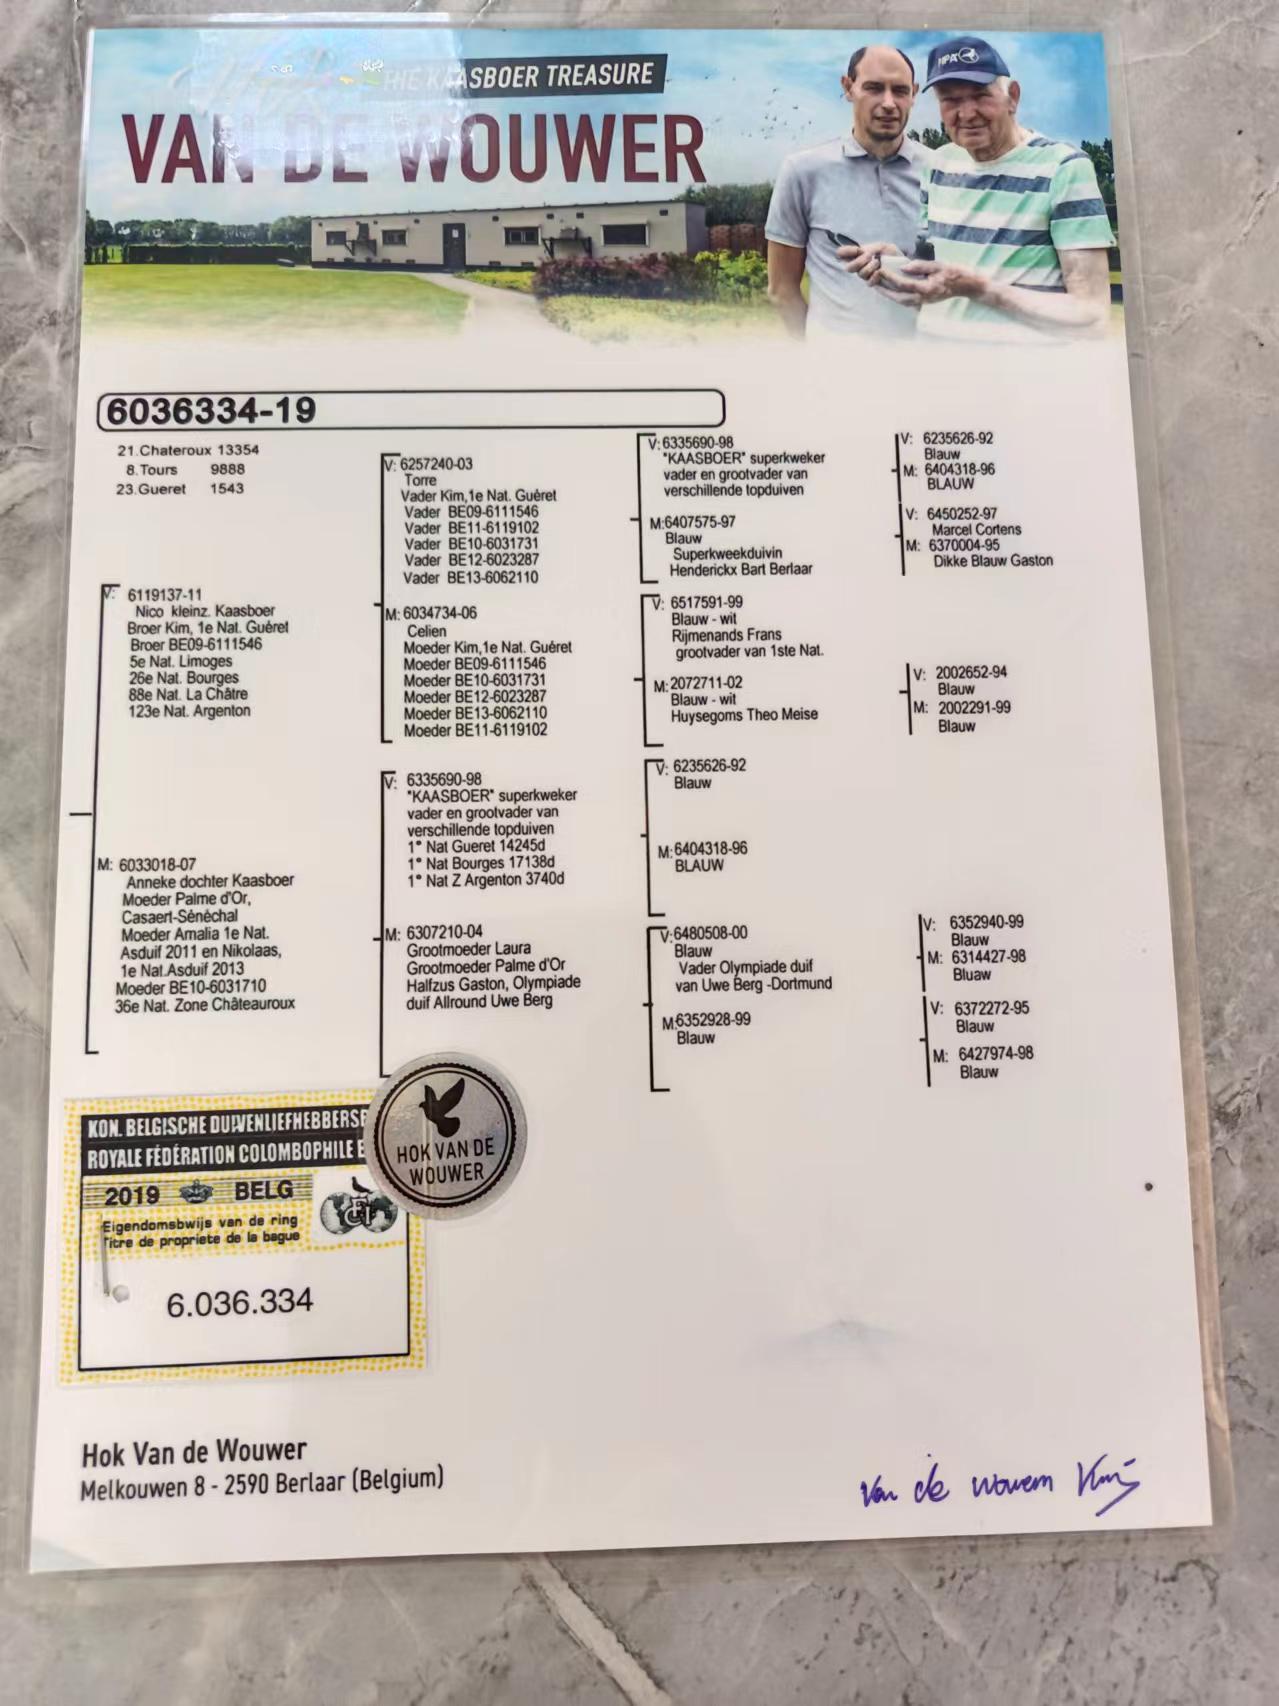 THE KAASBOER TREASURE
VAN DE WOUWER
NPA
6036334-19
21.Chateroux 13354
8.Tours 9888
23.Gueret 1543
V: 6119137-11
Nico kleinz. Kaasboer
Broer Kim, 1e Nat. Guéret
Broer BE09-6111546
5e Nat. Limoges
26e Nat. Bourges
88e Nat. La Châtre
123e Nat. Argenton
M: 6033018-07
Anneke dochter Kaasboer
Moeder Palme d'Or,
Casaert-Sénéchal
Moeder Amalia 1e Nat.
Asduif 2011 en Nikolaas,
1e Nat.Asduif 2013
Moeder BE10-6031710
36e Nat. Zone Châteauroux
V: 6257240-03
Torre
Vader Kim,1e Nat. Guéret
Vader BE09-6111546
Vader BE11-6119102
Vader BE10-6031731
Vader BE12-6023287
Vader BE13-6062110
M: 6034734-06
Celien
Moeder Kim,1e Nat. Guéret
Moeder BE09-6111546
Moeder BE10-6031731
Moeder BE12-6023287
Moeder BE13-6062110
Moeder BE11-6119102
V: 6335690-98
"KAASBOER" superkweker
vader en grootvader van
verschillende topduiven
1° Nat Gueret 14245d
1° Nat Bourges 17138d
1° Nat Z Argenton 3740d
M: 6307210-04
Grootmoeder Laura
Grootmoeder Palme d'Or
Halfzus Gaston, Olympiade
duif Allround Uwe Berg
V: 6335690-98
"KAASBOER" superkweker
vader en grootvader van
verschillende topduiven
M:6407575-97
Blauw
Superkweekduivin
Henderickx Bart Berlaar
V: 6517591-99
Blauw - wit
Rijmenands Frans
grootvader van 1ste Nat.
M:2072711-02
Blauw - wit
Huysegoms Theo Meise
V: 6235626-92
Blauw
M:6404318-96
BLAUW
V:6480508-00
Blauw
Vader Olympiade duif
van Uwe Berg -Dortmund
M:6352928-99
Blauw
V: 6235626-92
Blauw
M: 6404318-96
BLAUW
V: 6450252-97
Marcel Cortens
M: 6370004-95
Dikke Blauw Gaston
V: 2002652-94
Blauw
M: 2002291-99
Blauw
V: 6352940-99
Blauw
M: 6314427-98
Bluaw
V: 6372272-95
Blauw
M: 6427974-98
Blauw
KON. BELGISCHE DUIVENLIEFHEBBERSB
ROYALE FÉDÉRATION COLOMBOPHILE B
2019 BELG
Eigendomsbwijs van de ring
Titre de propriete de la bague
6.036.334
HOK VAN DE
WOUWER
Hok Van de Wouwer
Melkouwen 8 - 2590 Berlaar (Belgium)
Van de wouwer